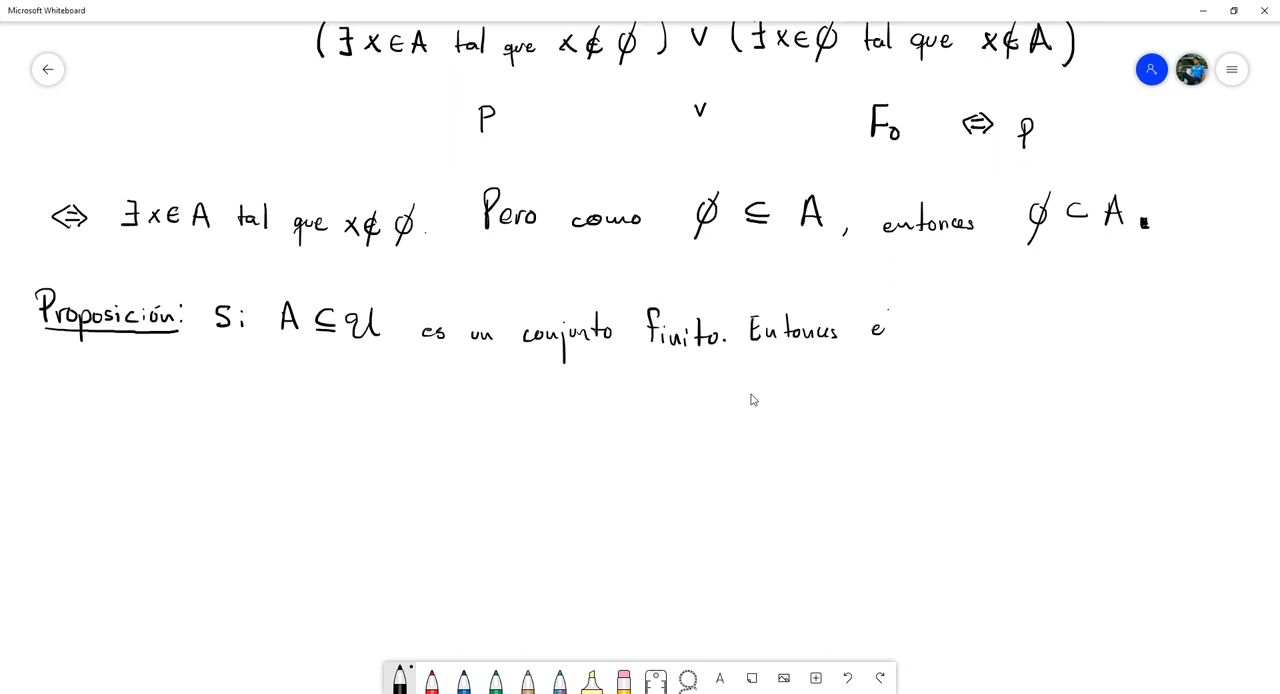 Microsoft Whiteboard
(∃ x ∈ A tal que x ∉ ∅) ∨ (∃ x ∈ ∅ tal que x ∉ A)
P ∨ F₀ ⇔ p
⇔ ∃ x ∈ A tal que x ∉ ∅. Pero como ∅ ⊆ A, entonces ∅ ⊂ A.
Proposición: Si A ⊆ 𝒰 es un conjunto finito. Entonces e